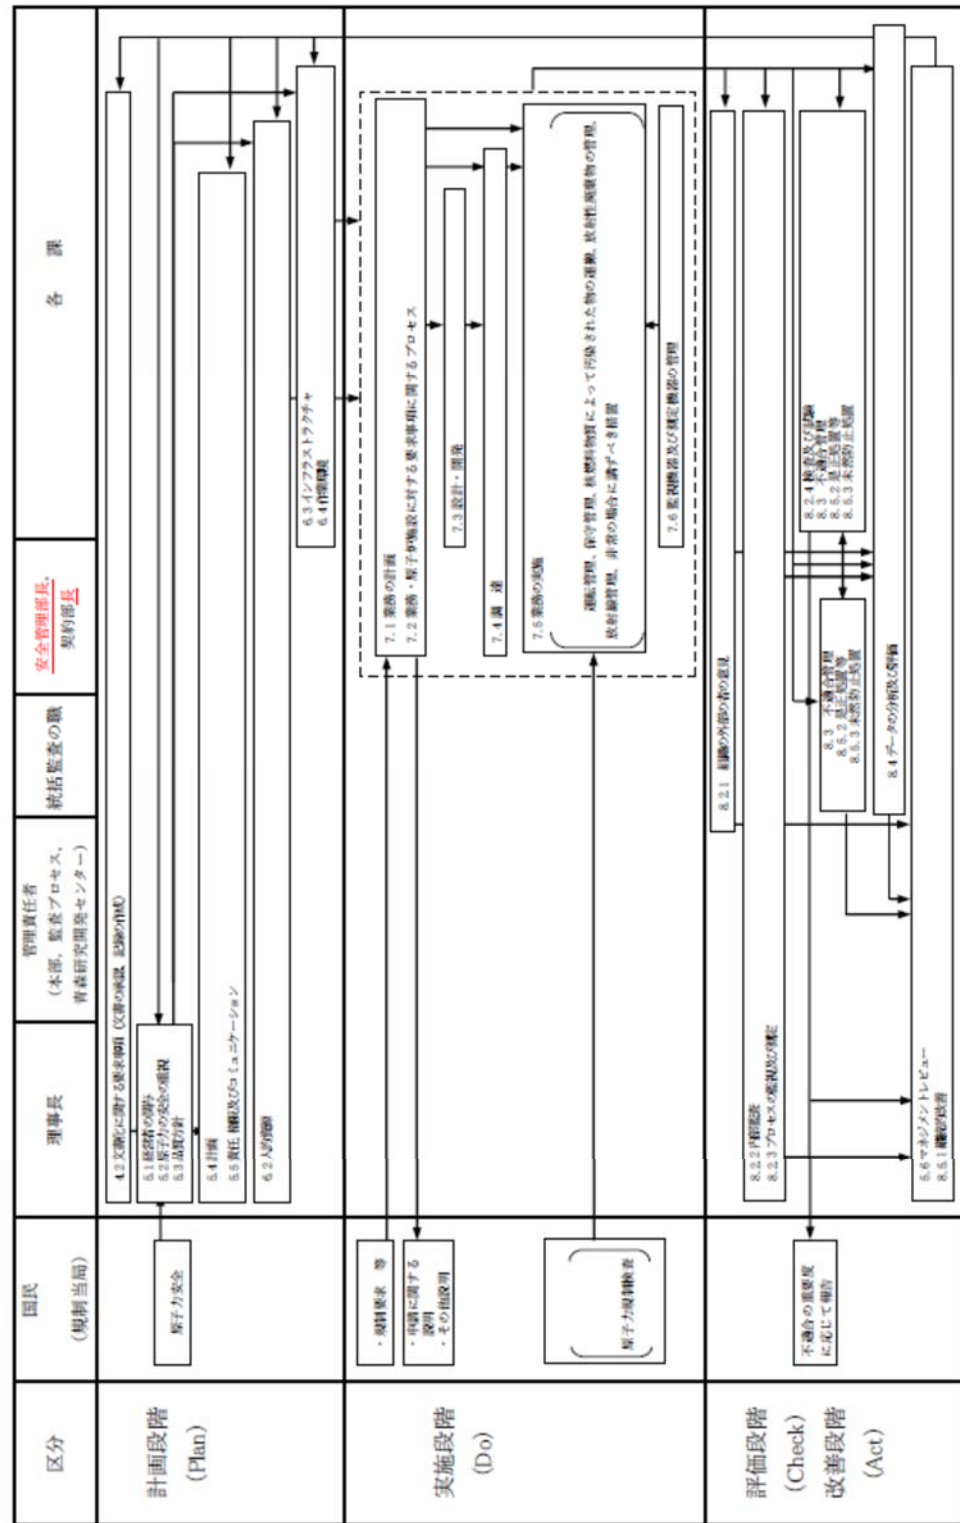 区分
国民
(規制当局)
理事長
管理責任者
(本部、監査プロセス、
青森研究開発センター)
統括監査の職
安全管理部長、
契約部長
各 課
計画段階
(Plan)
原子力安全
4.2 文書化に関する要求事項 (文書の承認、記録の作成)
5.1 経営者の関与
5.2 原子力の安全の重視
5.3 品質方針
5.4 計画
5.5 責任、権限及びコミュニケーション
6.2 人的資源
6.3 インフラストラクチャ
6.4 作業環境
実施段階
(Do)
・規制要求 等
・申請に関する
説明
・その他説明
原子力規制検査
7.1 業務の計画
7.2 業務・原子炉施設に対する要求事項に関するプロセス
7.3 設計・開発
7.4 調 達
7.5 業務の実施
運転管理、保守管理、核燃料物質によって汚染された物の運搬、放射性廃棄物の管理、
放射線管理、非常の場合に講ずべき措置
7.6 監視機器及び測定機器の管理
評価段階
(Check)
改善段階
(Act)
不適合の重要度
に応じて報告
8.2.1 組織の外部の者の意見
8.2.2 内部監査
8.2.3 プロセスの監視及び測定
8.2.4 検査及び試験
8.3 不適合管理
8.5.2 是正処置等
8.5.3 未然防止処置
8.3 不適合管理
8.5.2 是正処置等
8.5.3 未然防止処置
8.4 データの分析及び評価
5.6 マネジメントレビュー
8.5.1 継続的改善